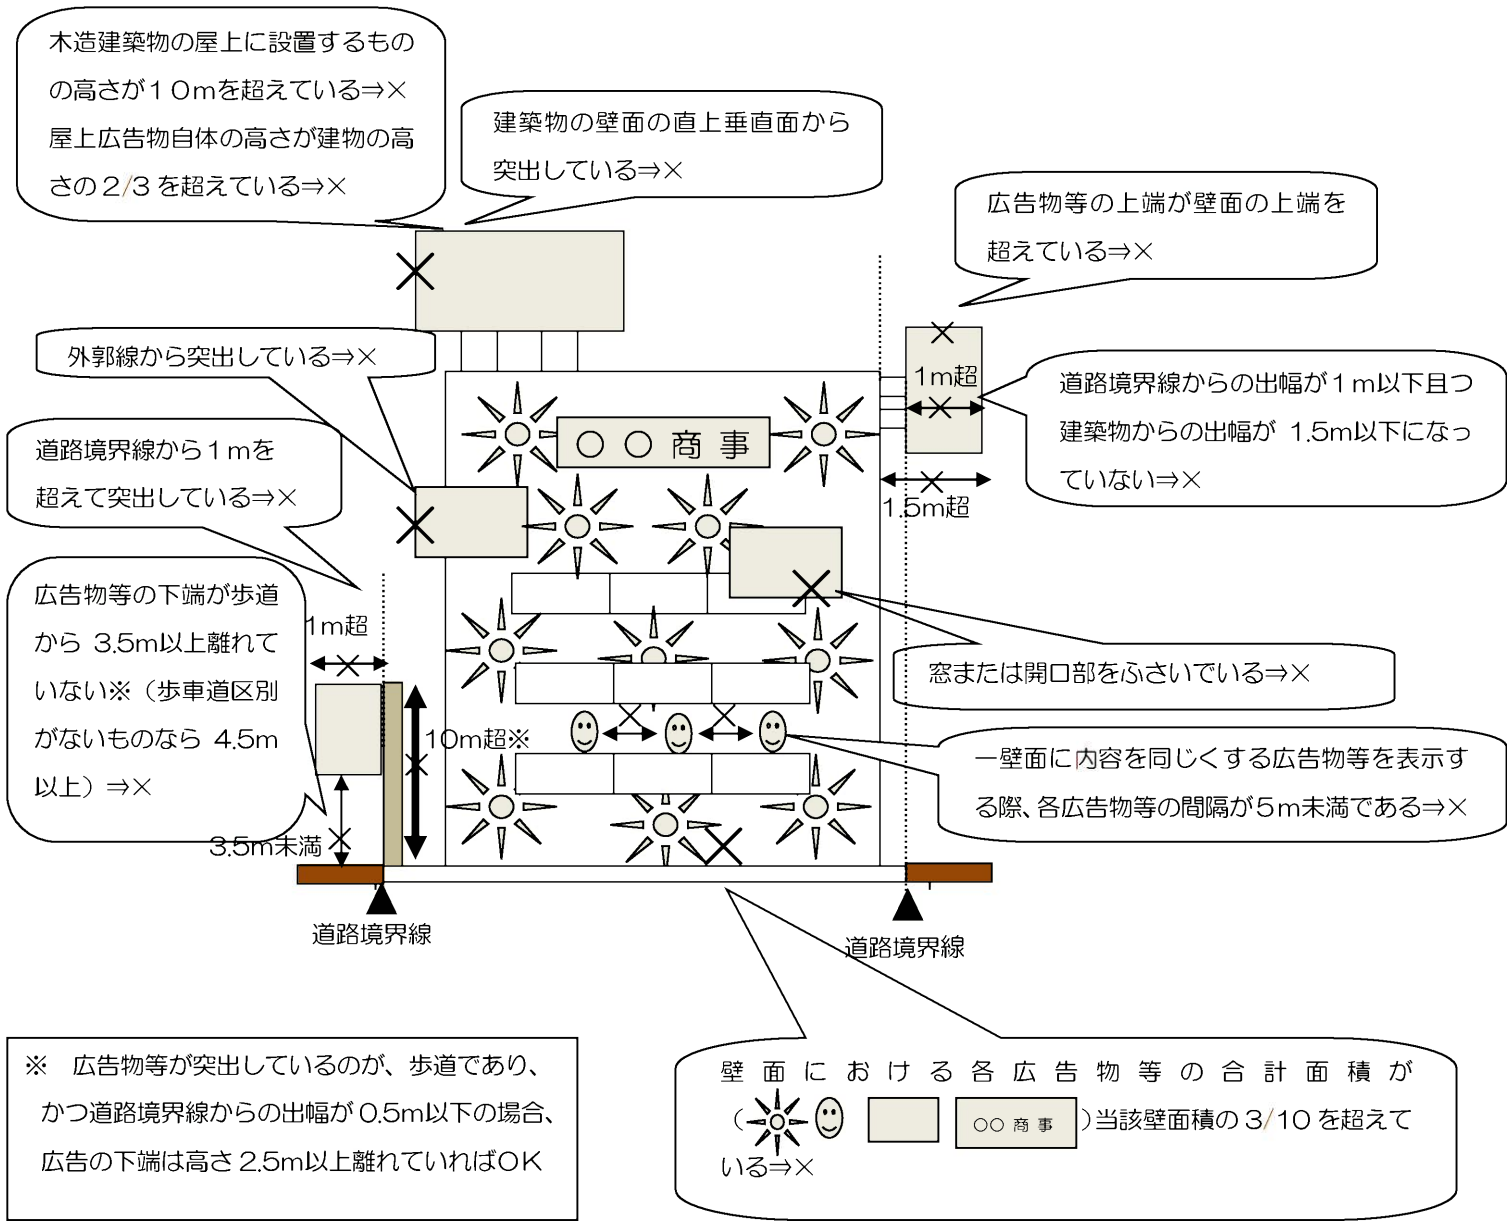 木造建築物の屋上に設置するもの
の高さが１０ｍを超えている⇒×
屋上広告物自体の高さが建物の高
さの２/３を超えている⇒×
建築物の壁面の直上垂直面から
突出している⇒×
広告物等の上端が壁面の上端を
超えている⇒×
外郭線から突出している⇒×
道路境界線からの出幅が１ｍ以下且つ
建築物からの出幅が 1.5m以下になっ
ていない⇒×
1m超
1.5m超
○ ○ 商 事
道路境界線から１ｍを
超えて突出している⇒×
広告物等の下端が歩道
から 3.5m以上離れて
いない※（歩車道区別
がないものなら 4.5m
以上）⇒×
1m超
10m超※
3.5m未満
窓または開口部をふさいでいる⇒×
一壁面に内容を同じくする広告物等を表示す
る際、各広告物等の間隔が５ｍ未満である⇒×
道路境界線
道路境界線
※　広告物等が突出しているのが、歩道であり、
かつ道路境界線からの出幅が 0.5m以下の場合、
広告の下端は高さ 2.5m以上離れていればＯＫ
壁面における各広告物等の合計面積が
（ ○○ 商 事 ）当該壁面積の３/10 を超えて
いる⇒×